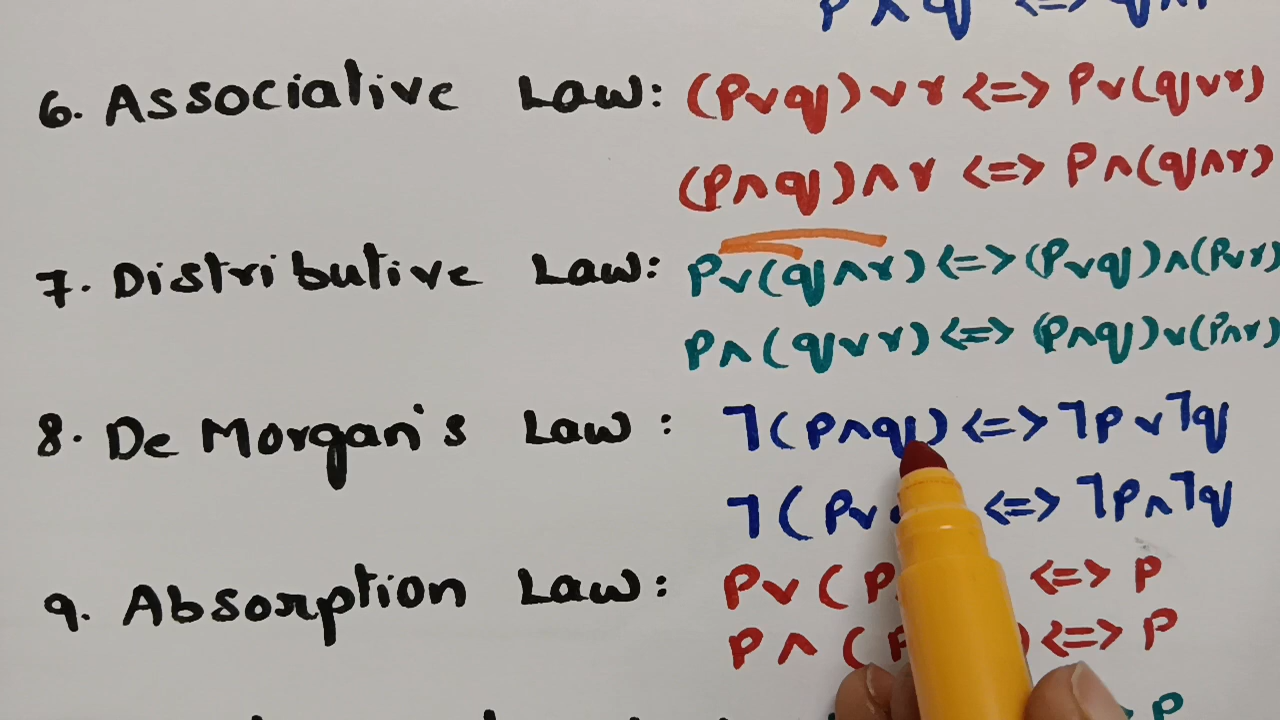 P∧q <=> q∧P
6. Associative Law: (P∨q)∨r <=> P∨(q∨r)
(P∧q)∧r <=> P∧(q∧r)
7. Distributive Law: P∨(q∧r) <=> (P∨q)∧(P∨r)
P∧(q∨r) <=> (P∧q)∨(P∧r)
8. De Morgan's Law: ¬(P∧q) <=> ¬P∨¬q
¬(P∨ <=> ¬P∧¬q
9. Absorption Law: P∨(P <=> P
P∧(P ) <=> P
P